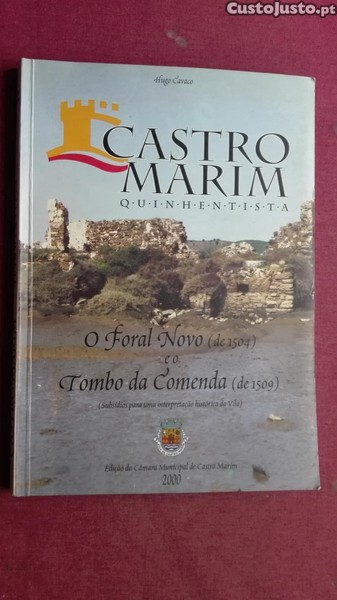 CustoJusto.pt
Hugo Cavaco
CASTRO
MARIM
Q·U·I·N·H·E·N·T·I·S·T·A
O Foral Novo (de 1504)
e o
Tombo da Comenda (de 1509)
(subsídios para uma interpretação histórica da Vila)
Edição da Câmara Municipal de Castro Marim
2000